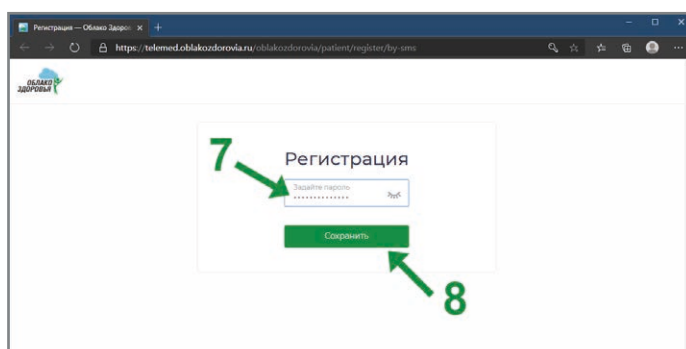 Регистрация — Облако Здоров
https://telemed.oblakozdorovia.ru/oblakozdorovia/patient/register/by-sms
ОБЛАКО
ЗДОРОВЬЯ
Регистрация
7
Задайте пароль
Сохранить
8